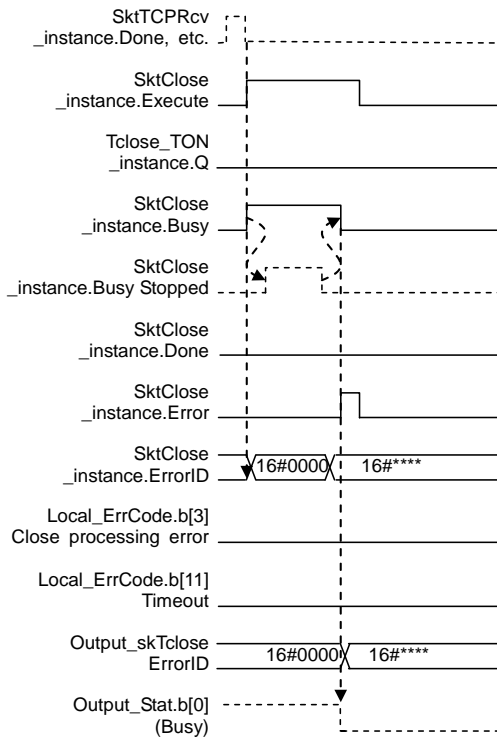 SktTCPRcv
_instance.Done, etc.
SktClose
_instance.Execute
Tclose_TON
_instance.Q
SktClose
_instance.Busy
SktClose
_instance.Busy Stopped
SktClose
_instance.Done
SktClose
_instance.Error
SktClose
_instance.ErrorID
16#0000 16#****
Local_ErrCode.b[3]
Close processing error
Local_ErrCode.b[11]
Timeout
Output_skTclose
ErrorID
16#0000 16#****
Output_Stat.b[0]
(Busy)